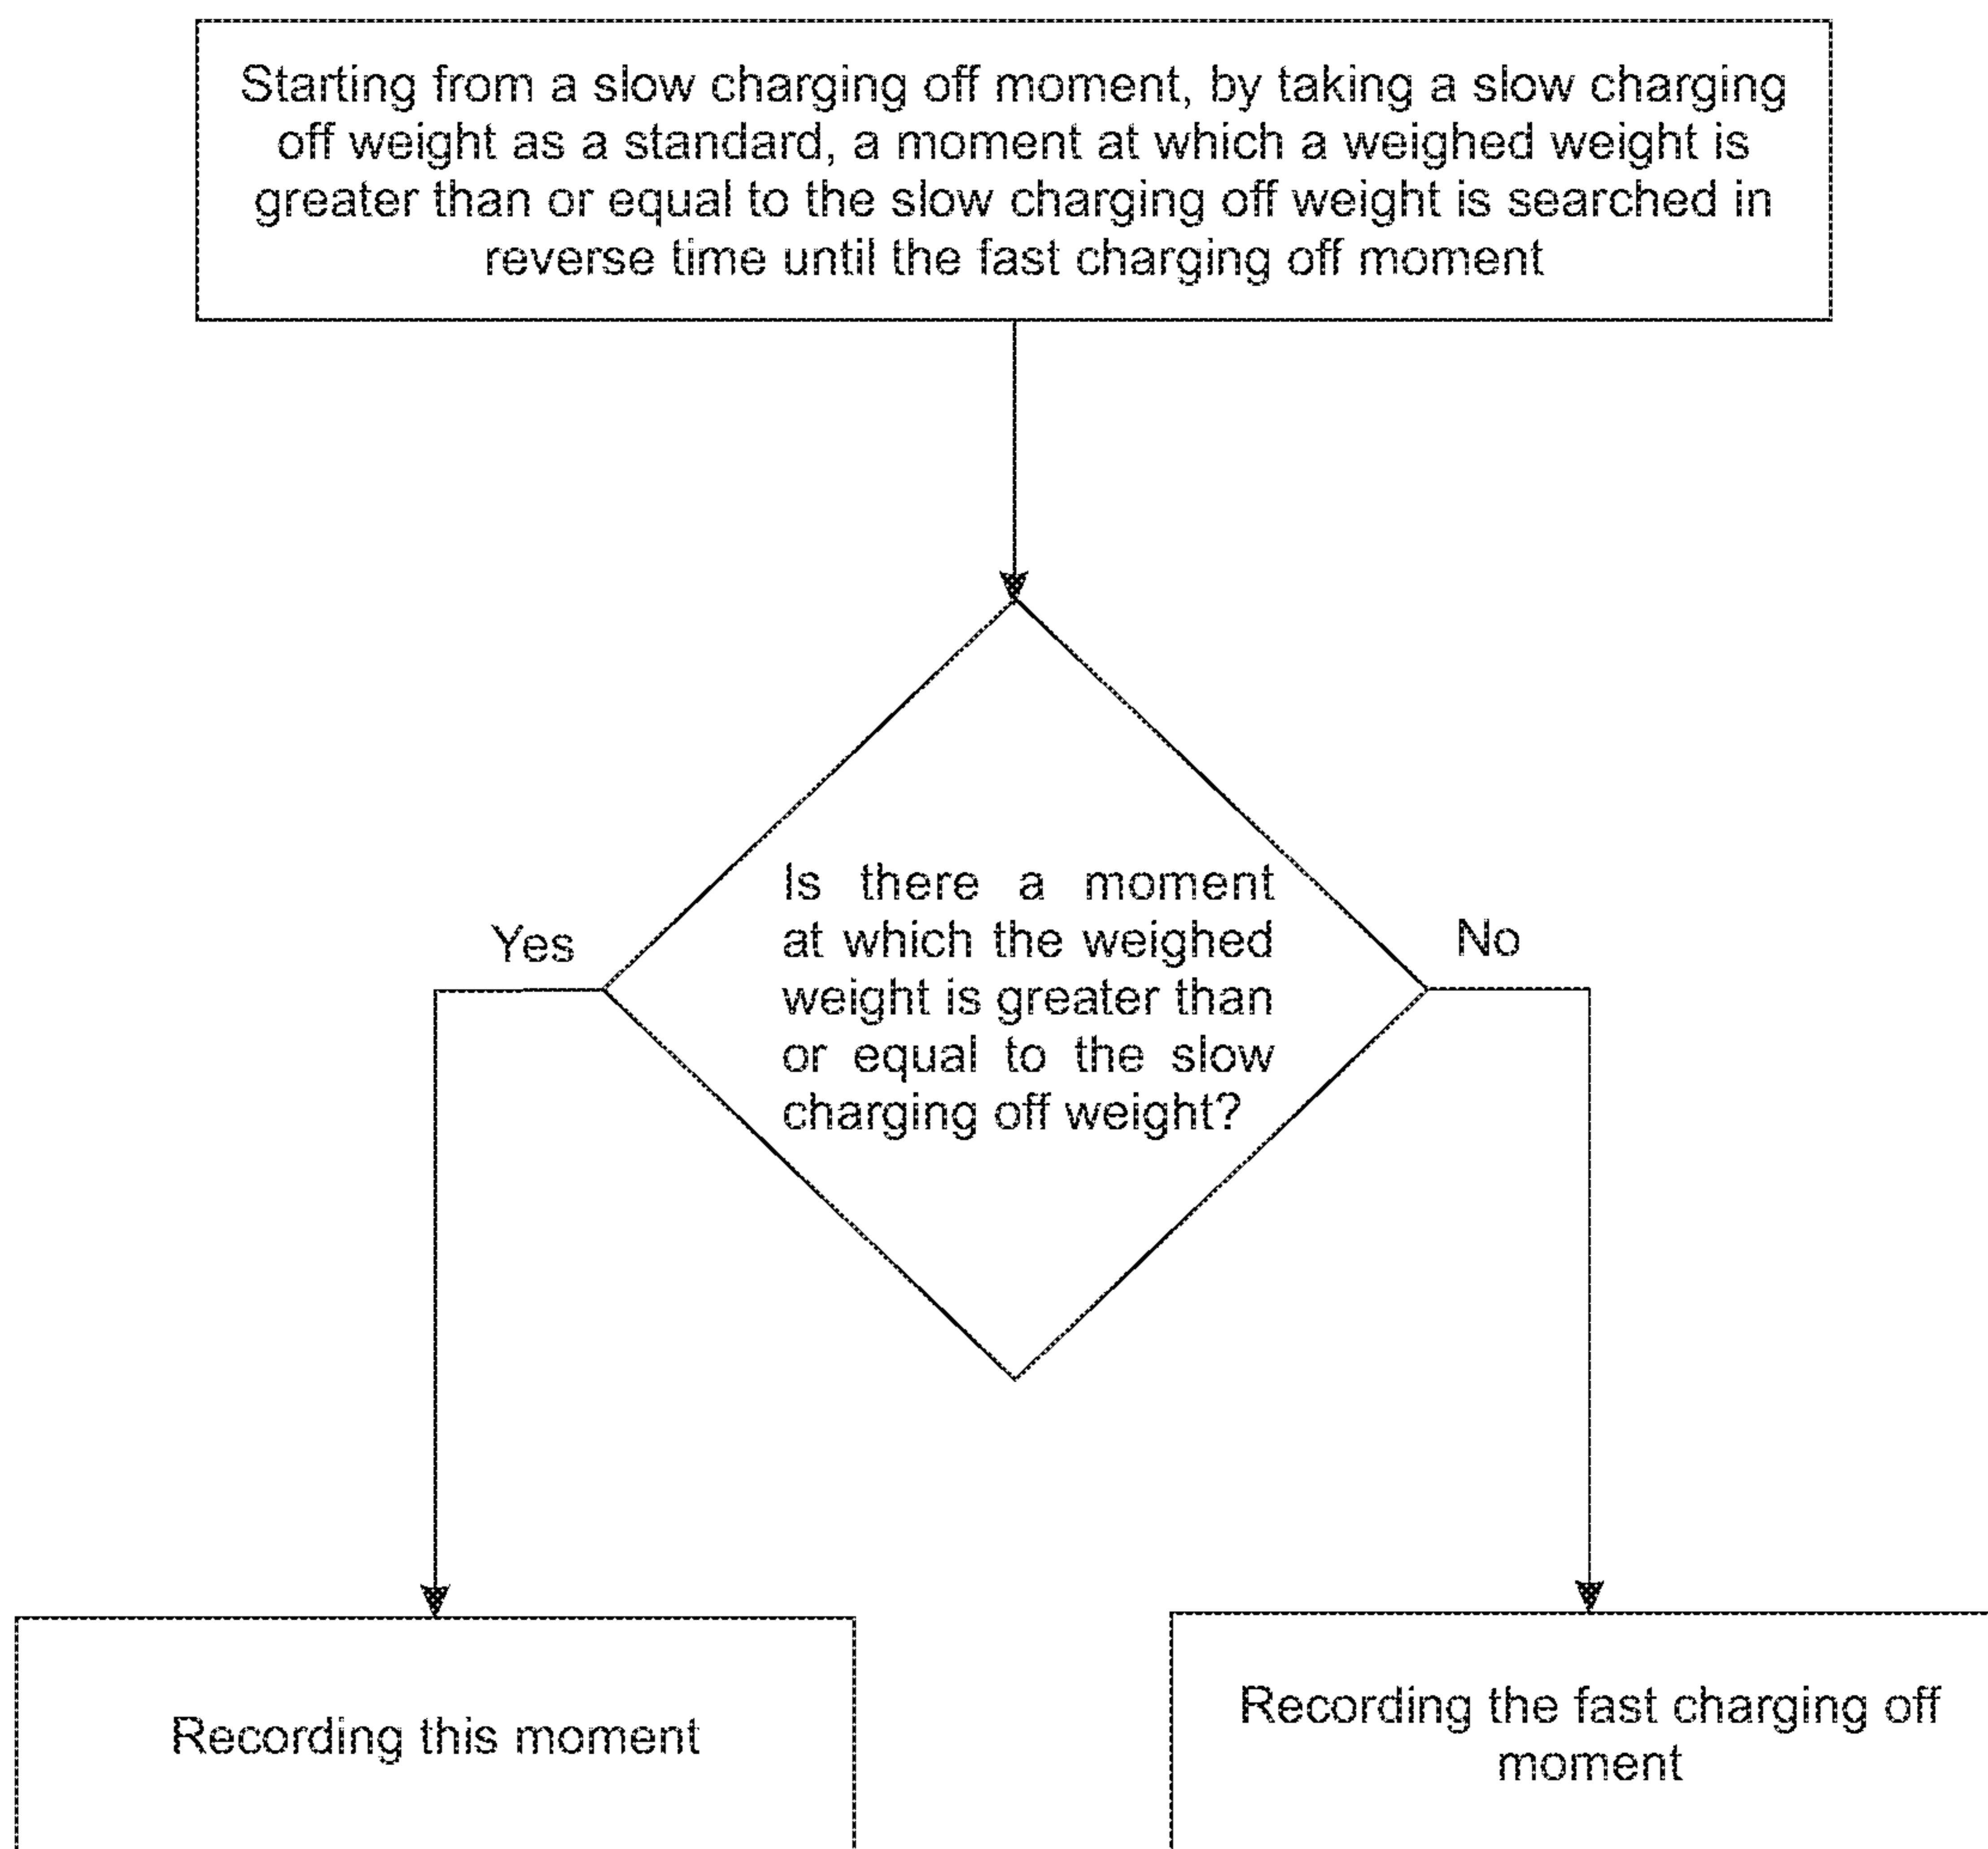 Starting from a slow charging off moment, by taking a slow charging
off weight as a standard, a moment at which a weighed weight is
greater than or equal to the slow charging off weight is searched in
reverse time until the fast charging off moment
Is there a moment
at which the weighed
weight is greater than
or equal to the slow
charging off weight?
Yes
No
Recording this moment
Recording the fast charging off
moment